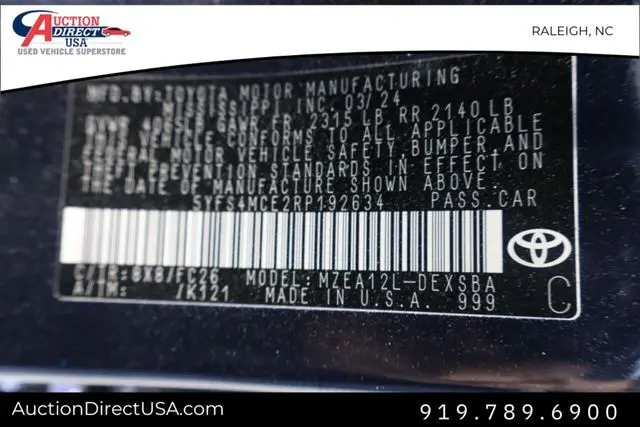 AUCTION
DIRECT
USA
USED VEHICLE SUPERSTORE
RALEIGH, NC
MFD.BY:TOYOTA MOTOR MANUFACTURING
MISSISSIPPI, INC. 03/24
GVWR 4055LB GAWR FR 2315 LB RR 2140 LB
THIS VEHICLE CONFORMS TO ALL APPLICABLE
FEDERAL MOTOR VEHICLE SAFETY, BUMPER,AND
THEFT PREVENTION STANDARDS IN EFFECT ON
THE DATE OF MANUFACTURE SHOWN ABOVE.
5YFS4MCE2RP192634 PASS.CAR
C/TR:8X8/FC26 MODEL:MZEA12L-DEXSBA
A/TM: /K121 MADE IN U.S.A. 999
C
AuctionDirectUSA.com
919.789.6900